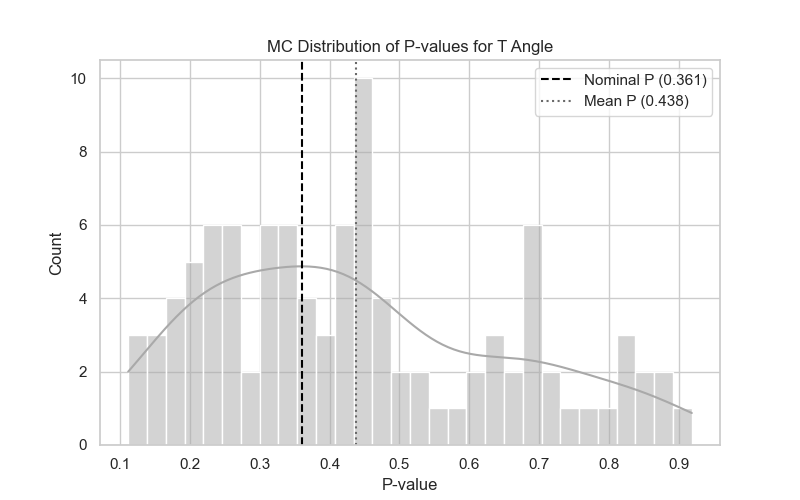 MC Distribution of P-values for T Angle
Nominal P (0.361)
Mean P (0.438)
Count
10
8
6
4
2
0
0.1 0.2 0.3 0.4 0.5 0.6 0.7 0.8 0.9
P-value